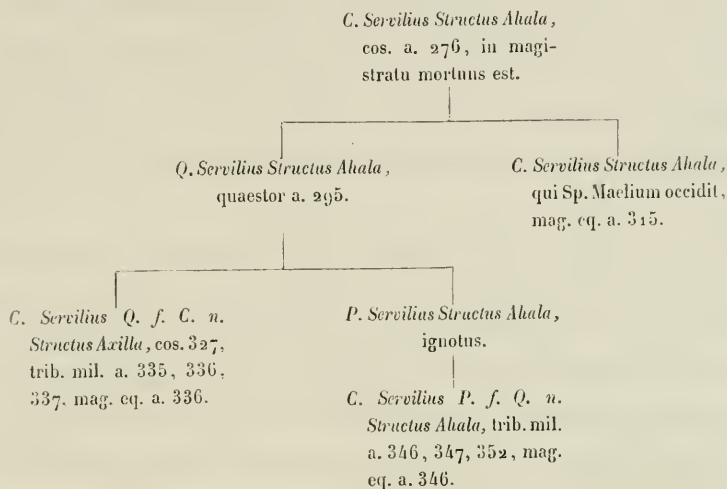 C. Servilius Structus Ahala,
cos. a. 276, in magi-
stratu mortuus est.
Q. Servilius Structus Ahala,
quaestor a. 295.
C. Servilius Structus Ahala,
qui Sp. Maelium occidit,
mag. eq. a. 315.
C. Servilius Q. f. C. n.
Structus Axilla, cos. 327,
trib. mil. a. 335, 336,
337, mag. eq. a. 336.
P. Servilius Structus Ahala,
ignotus.
C. Servilius P. f. Q. n.
Structus Ahala, trib. mil.
a. 346, 347, 352, mag.
eq. a. 346.